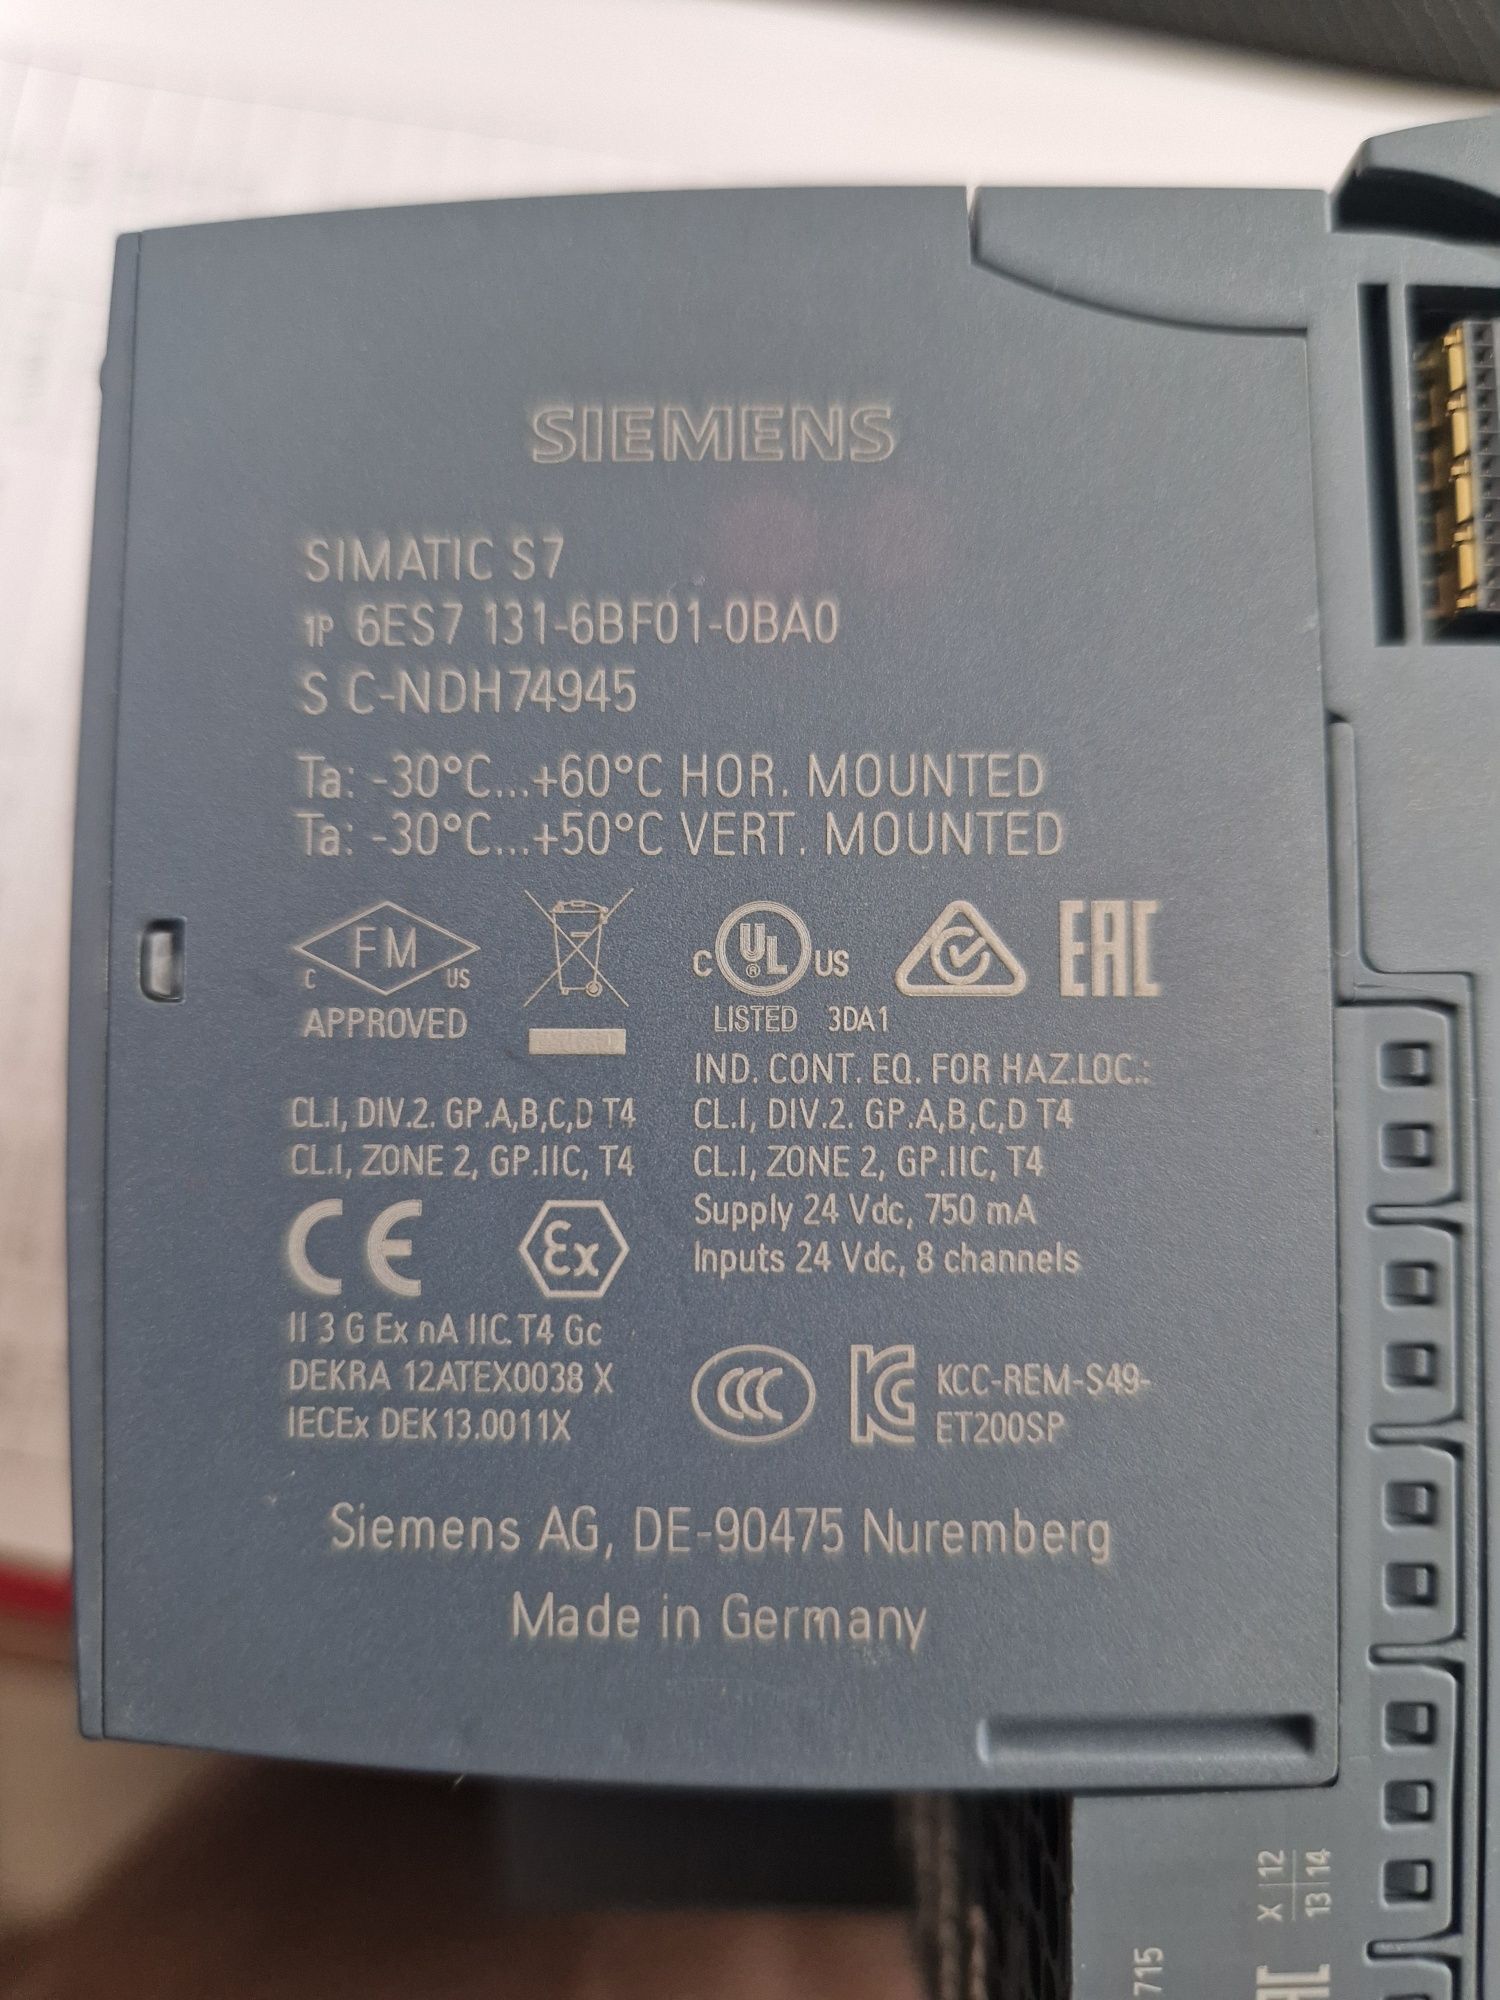 SIEMENS
SIMATIC S7
1P 6ES7 131-6BF01-0BA0
S C-NDH74945
Ta: -30°C...+60°C HOR. MOUNTED
Ta: -30°C...+50°C VERT. MOUNTED
C FM US
APPROVED
C UL ® US
LISTED 3DA1
EAC
IND. CONT. EQ. FOR HAZ.LOC.:
CL.I, DIV.2. GP.A,B,C,D T4
CL.I, ZONE 2, GP.IIC, T4
CL.I, DIV.2. GP.A,B,C,D T4
CL.I, ZONE 2, GP.IIC, T4
Supply 24 Vdc, 750 mA
Inputs 24 Vdc, 8 channels
CE
Ex
II 3 G Ex nA IIC T4 Gc
DEKRA 12ATEX0038 X
IECEx DEK13.0011X
CCC
KC
KCC-REM-S49-
ET200SP
Siemens AG, DE-90475 Nuremberg
Made in Germany
X 12
13 14
715